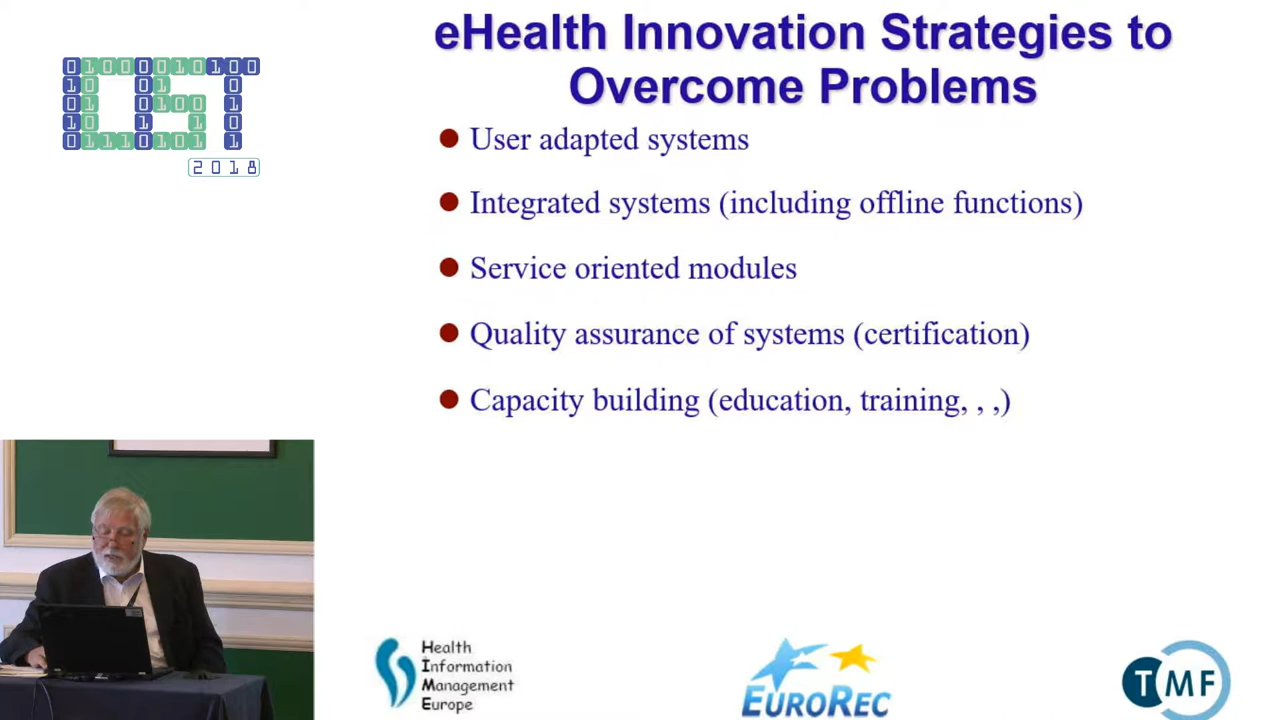 eHealth Innovation Strategies to
Overcome Problems
User adapted systems
Integrated systems (including offline functions)
Service oriented modules
Quality assurance of systems (certification)
Capacity building (education, training, , ,)
2018
Health
Information
Management
Europe
EUROREC
TMF